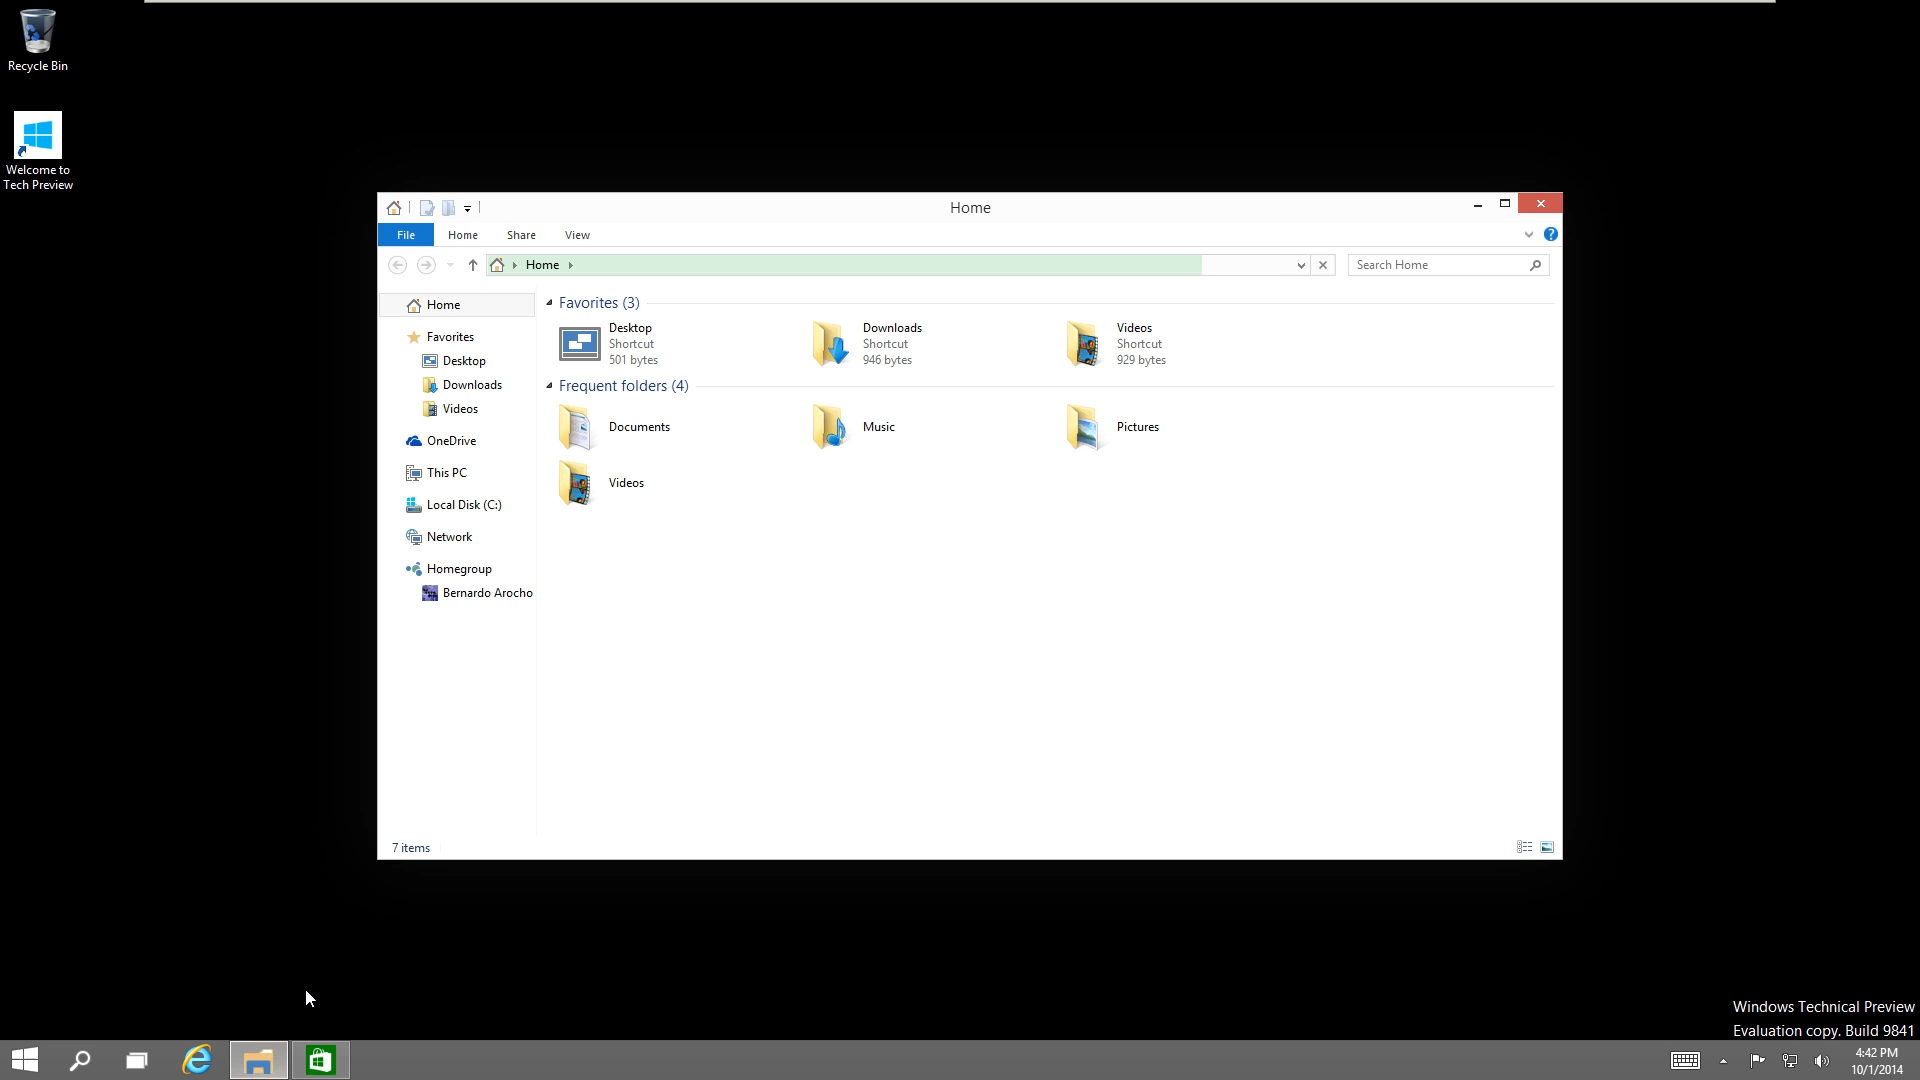 Recycle Bin
Welcome to
Tech Preview
Home
File Home Share View
Home
Search Home
Home
Favorites
Desktop
Downloads
Videos
OneDrive
This PC
Local Disk (C:)
Network
Homegroup
Bernardo Arocho
Favorites (3)
Desktop
Shortcut
501 bytes
Downloads
Shortcut
946 bytes
Videos
Shortcut
929 bytes
Frequent folders (4)
Documents
Music
Pictures
Videos
7 items
Windows Technical Preview
Evaluation copy. Build 9841
4:42 PM
10/1/2014